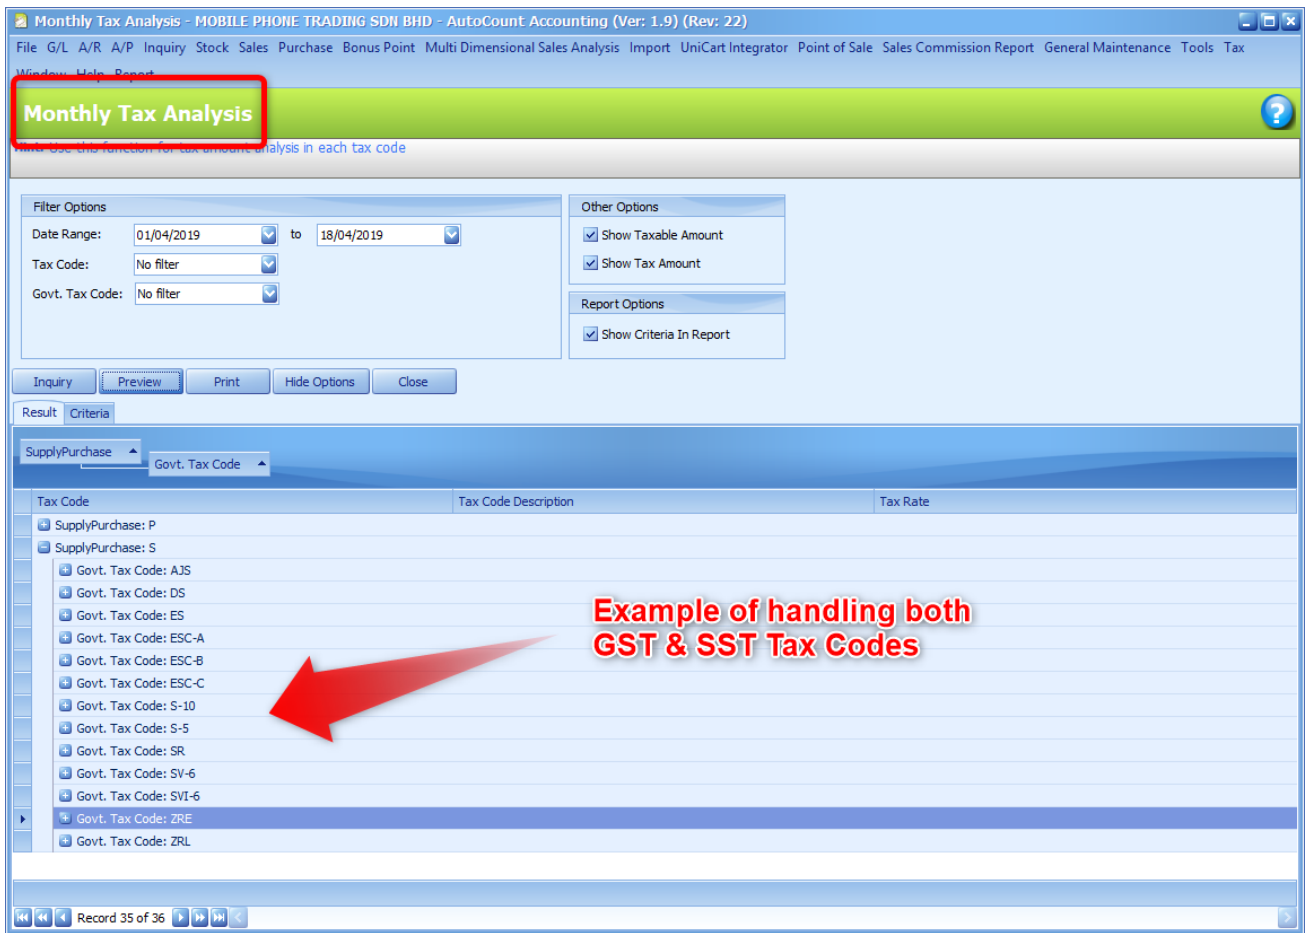 Monthly Tax Analysis - MOBILE PHONE TRADING SDN BHD - AutoCount Accounting (Ver: 1.9) (Rev: 22)
File G/L A/R A/P Inquiry Stock Sales Purchase Bonus Point Multi Dimensional Sales Analysis Import UniCart Integrator Point of Sale Sales Commission Report General Maintenance Tools Tax
Window Help Report
Monthly Tax Analysis
?
Hint: Use this function for tax amount analysis in each tax code
Filter Options
Date Range: 01/04/2019 to 18/04/2019
Tax Code: No filter
Govt. Tax Code: No filter
Other Options
Show Taxable Amount
Show Tax Amount
Report Options
Show Criteria In Report
Inquiry Preview Print Hide Options Close
Result Criteria
SupplyPurchase
Govt. Tax Code
Tax Code Tax Code Description Tax Rate
SupplyPurchase: P
SupplyPurchase: S
Govt. Tax Code: AJS
Govt. Tax Code: DS
Govt. Tax Code: ES
Govt. Tax Code: ESC-A
Govt. Tax Code: ESC-B
Govt. Tax Code: ESC-C
Govt. Tax Code: S-10
Govt. Tax Code: S-5
Govt. Tax Code: SR
Govt. Tax Code: SV-6
Govt. Tax Code: SVI-6
Govt. Tax Code: ZRE
Govt. Tax Code: ZRL
Example of handling both
GST & SST Tax Codes
Record 35 of 36